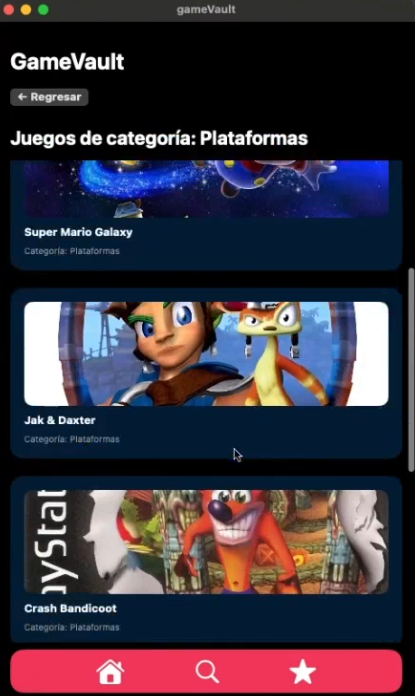 gameVault
GameVault
← Regresar
Juegos de categoría: Plataformas
Super Mario Galaxy
Categoría: Plataformas
Jak & Daxter
Categoría: Plataformas
ayStat
Crash Bandicoot
Categoría: Plataformas